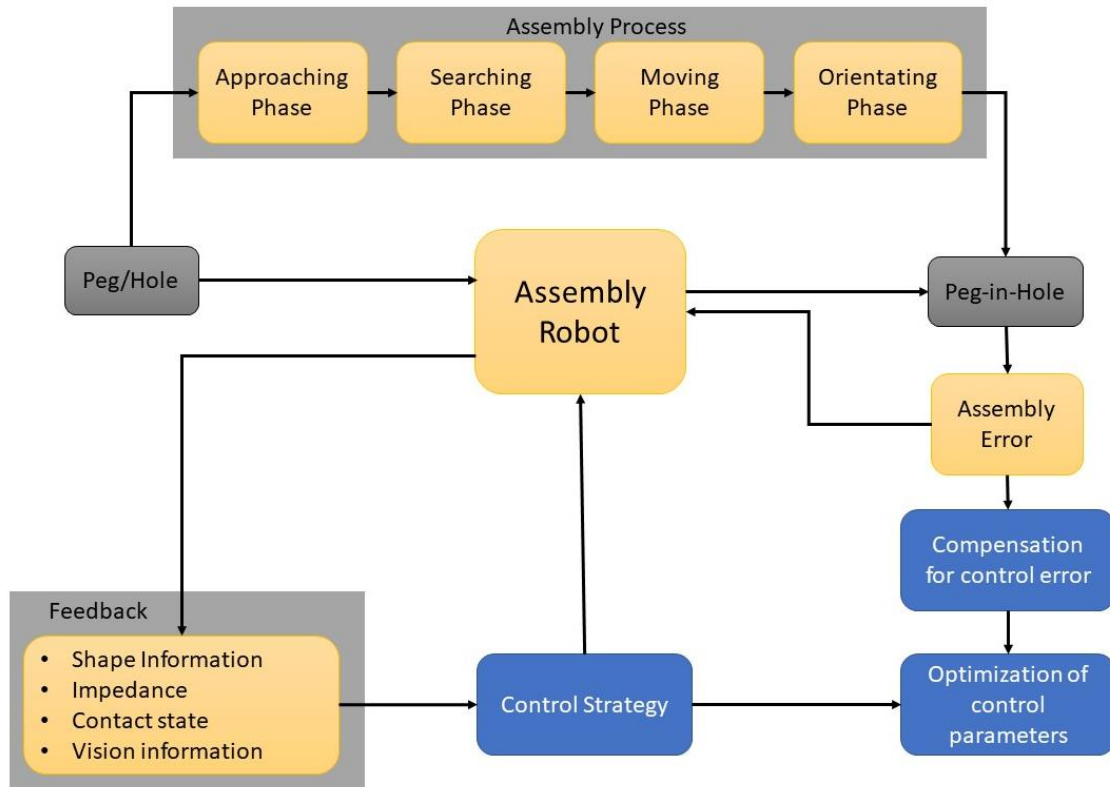 Assembly Process
Approaching
Phase
Searching
Phase
Moving
Phase
Orientating
Phase
Peg/Hole
Assembly
Robot
Peg-in-Hole
Assembly
Error
Compensation
for control error
Feedback
• Shape Information
• Impedance
• Contact state
• Vision information
Control Strategy
Optimization of
control
parameters